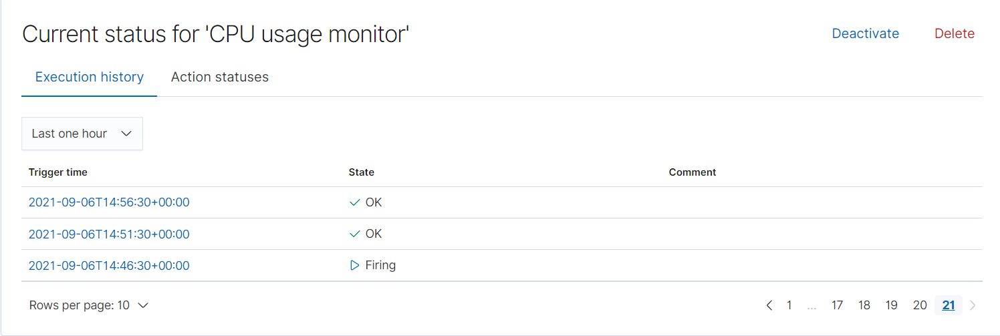 Current status for 'CPU usage monitor'
Deactivate Delete
Execution history Action statuses
Last one hour
Trigger time State Comment
2021-09-06T14:56:30+00:00 OK
2021-09-06T14:51:30+00:00 OK
2021-09-06T14:46:30+00:00 Firing
Rows per page: 10 1 ... 17 18 19 20 21